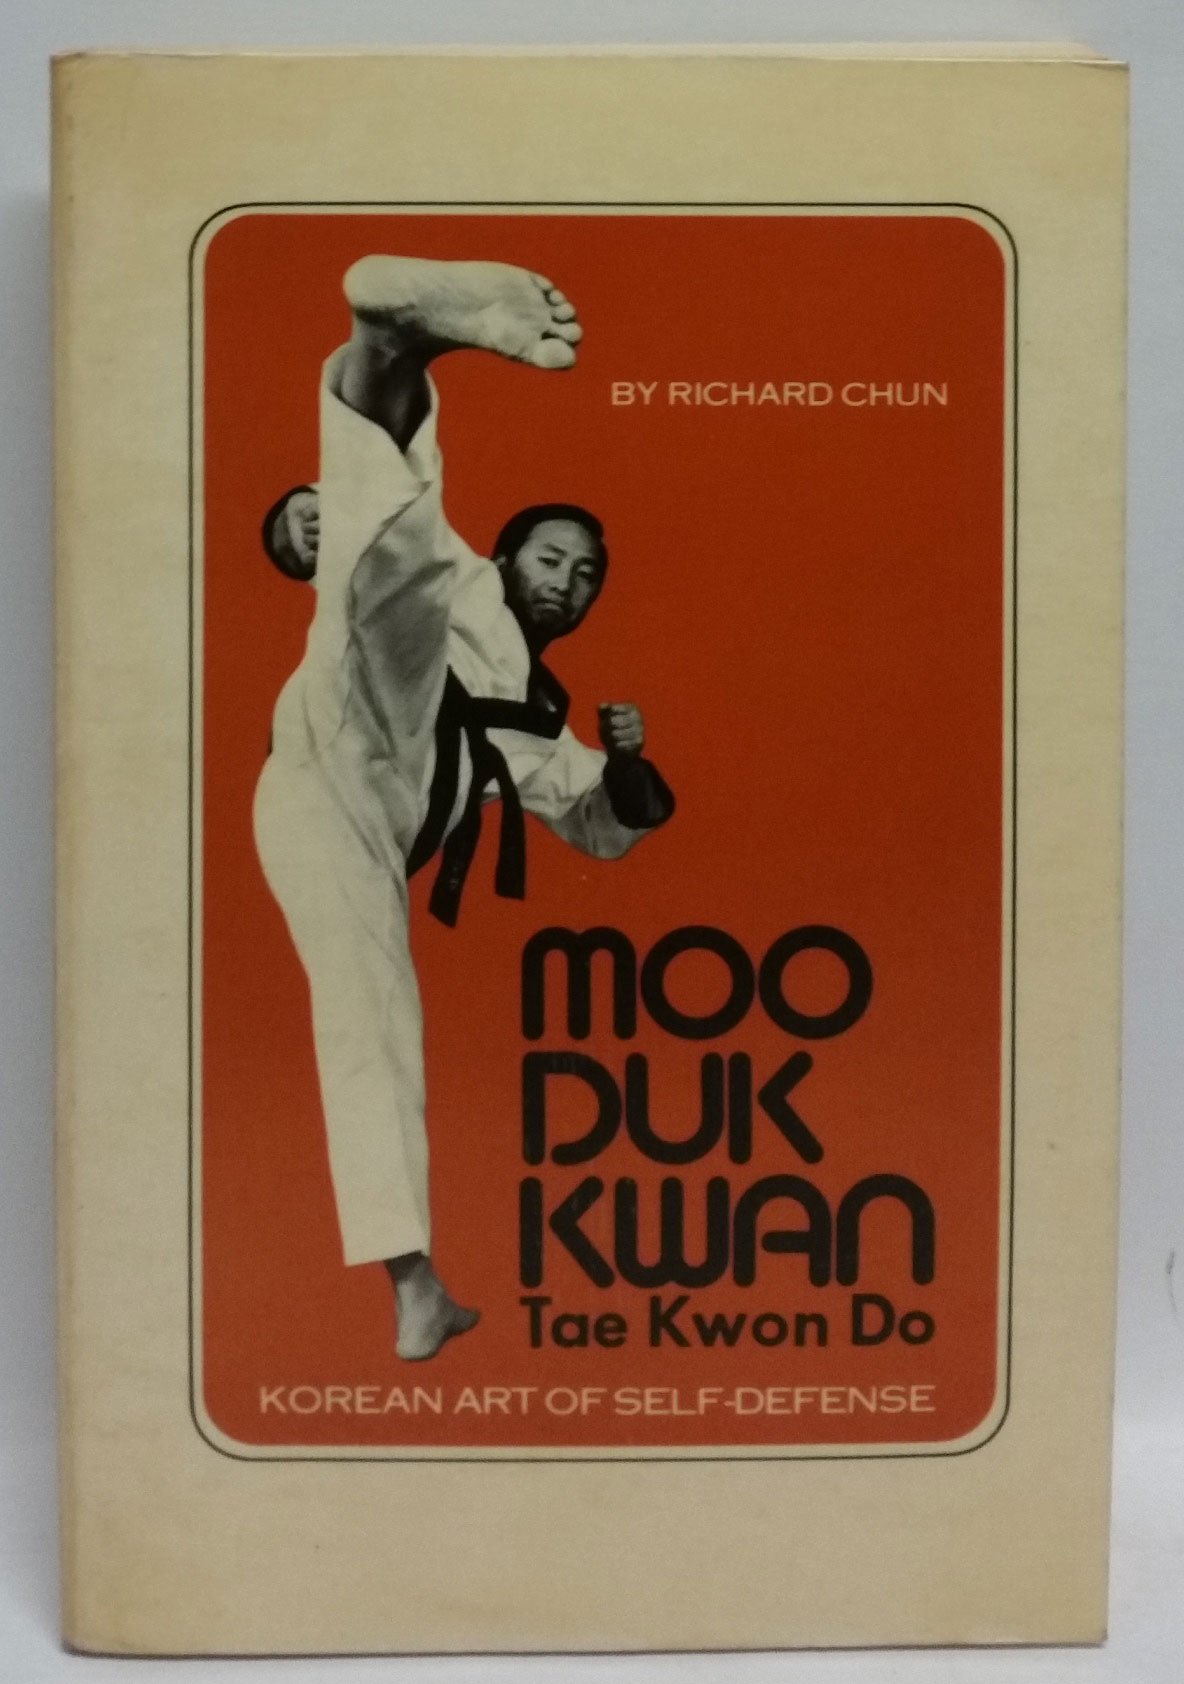 BY RICHARD CHUN
MOO
DUK
KWAN
Tae Kwon Do
KOREAN ART OF SELF-DEFENSE